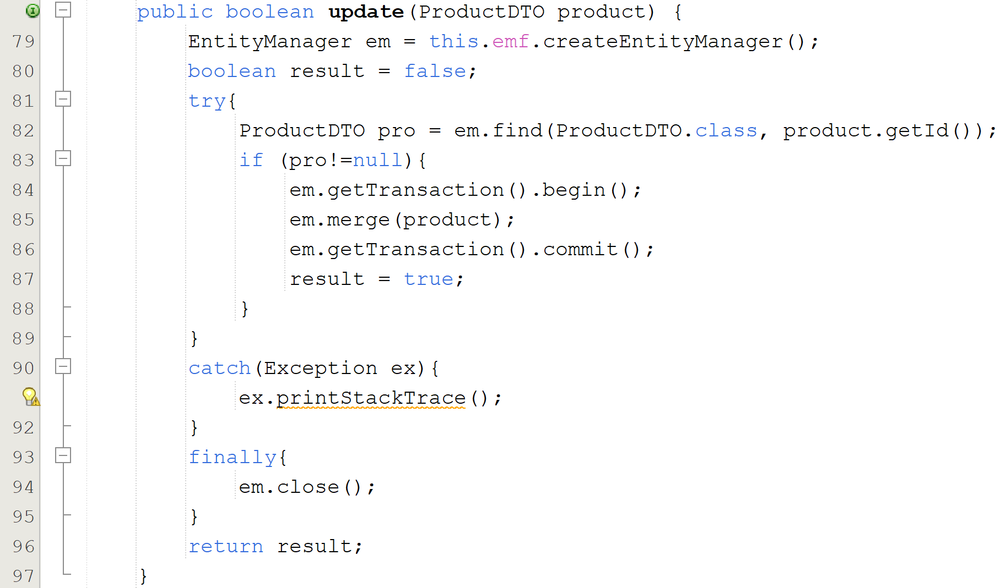 public boolean update(ProductDTO product) {
79 EntityManager em = this.emf.createEntityManager();
80 boolean result = false;
81 try{
82 ProductDTO pro = em.find(ProductDTO.class, product.getId());
83 if (pro!=null){
84 em.getTransaction().begin();
85 em.merge(product);
86 em.getTransaction().commit();
87 result = true;
88 }
89 }
90 catch(Exception ex){
ex.printStackTrace();
92 }
93 finally{
94 em.close();
95 }
96 return result;
97 }